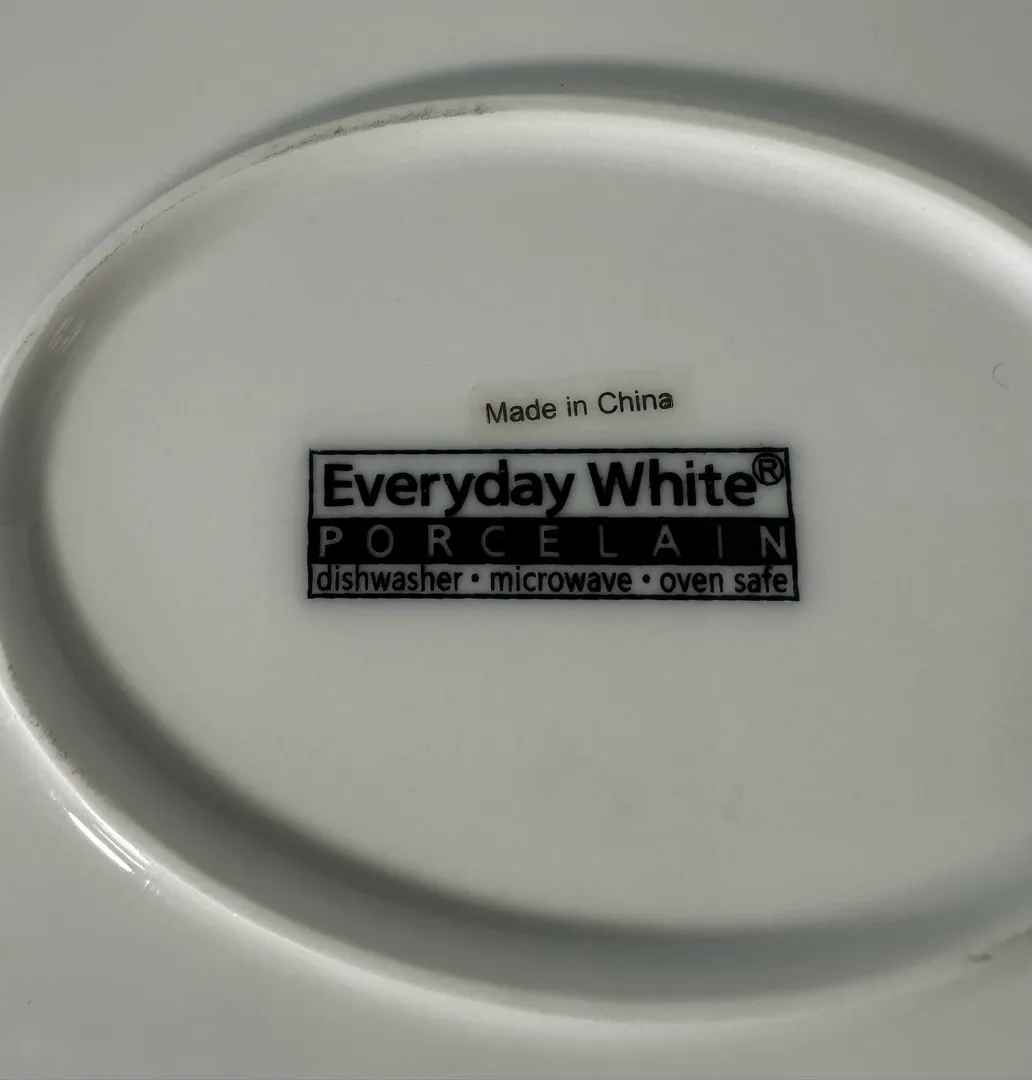 Made in China
Everyday White®
PORCELAIN
dishwasher • microwave • oven safe